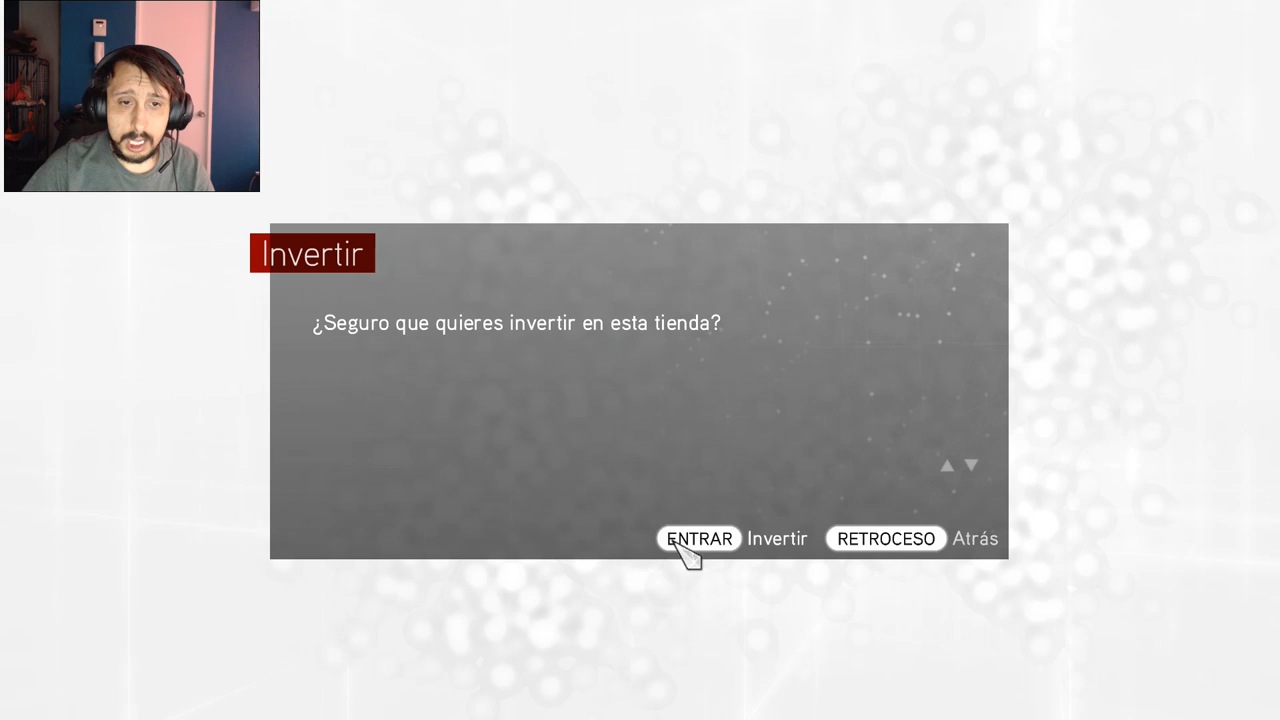 Invertir
¿Seguro que quieres invertir en esta tienda?
ENTRAR Invertir RETROCESO Atrás